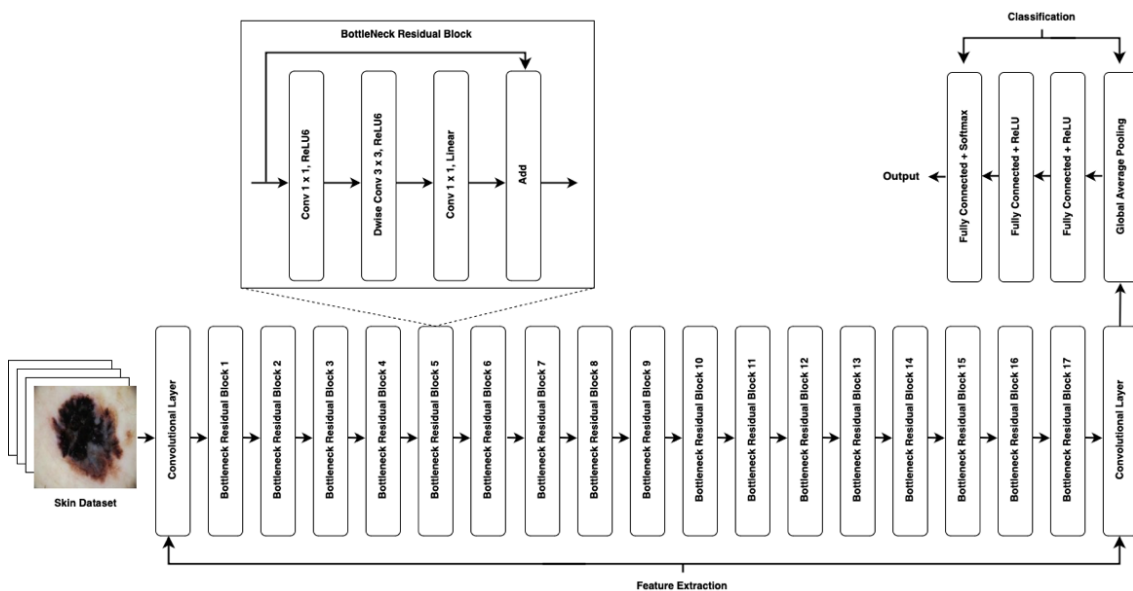 BottleNeck Residual Block
Conv 1 x 1, ReLU6
Dwise Conv 3 x 3, ReLU6
Conv 1 x 1, Linear
Add
Classification
Output
Fully Connected + Softmax
Fully Connected + ReLU
Fully Connected + ReLU
Global Average Pooling
Skin Dataset
Convolutional Layer
Bottleneck Residual Block 1
Bottleneck Residual Block 2
Bottleneck Residual Block 3
Bottleneck Residual Block 4
Bottleneck Residual Block 5
Bottleneck Residual Block 6
Bottleneck Residual Block 7
Bottleneck Residual Block 8
Bottleneck Residual Block 9
Bottleneck Residual Block 10
Bottleneck Residual Block 11
Bottleneck Residual Block 12
Bottleneck Residual Block 13
Bottleneck Residual Block 14
Bottleneck Residual Block 15
Bottleneck Residual Block 16
Bottleneck Residual Block 17
Convolutional Layer
Feature Extraction